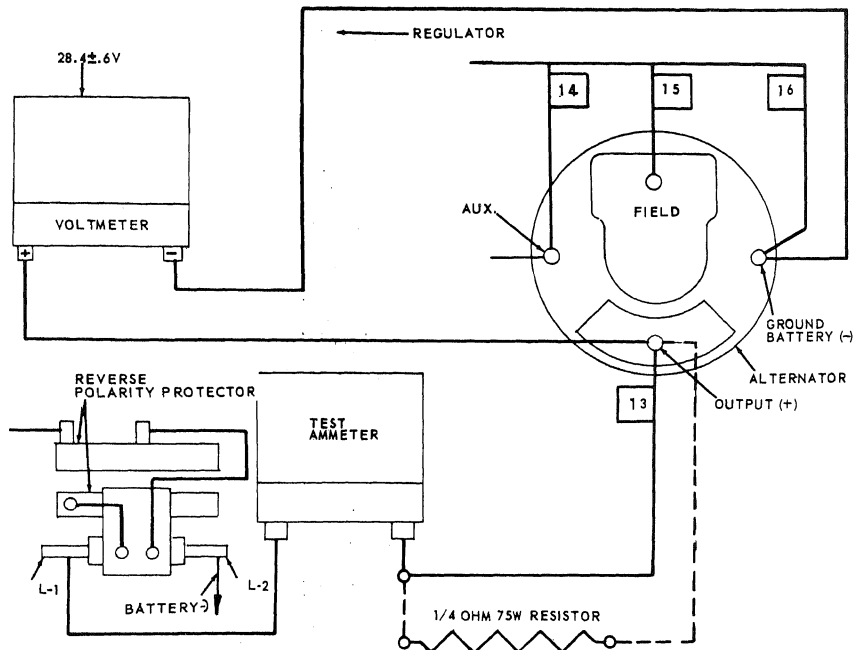 REGULATOR
28.4±.6V
14
15
16
VOLTMETER
+
−
AUX.
FIELD
GROUND
BATTERY (−)
ALTERNATOR
OUTPUT (+)
13
REVERSE
POLARITY PROTECTOR
TEST
AMMETER
L-1
L-2
BATTERY-)
1/4 OHM 75W RESISTOR